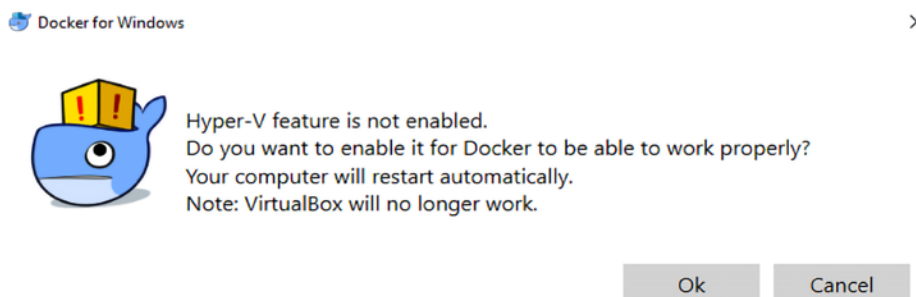 Docker for Windows
Hyper-V feature is not enabled.
Do you want to enable it for Docker to be able to work properly?
Your computer will restart automatically.
Note: VirtualBox will no longer work.
Ok Cancel